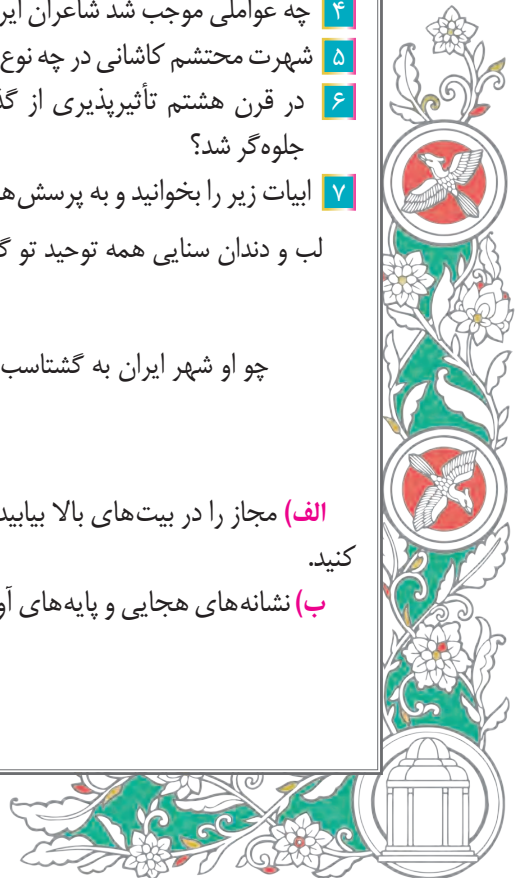 ۴ چه عواملی موجب شد شاعران ایر
۵ شهرت محتشم کاشانی در چه نوع
۶ در قرن هشتم تأثیرپذیری از گذ
جلوه‌گر شد؟
۷ ابیات زیر را بخوانید و به پرسش‌ه
لب و دندان سنایی همه توحید تو گ
چو او شهر ایران به گشتاسب
الف) مجاز را در بیت‌های بالا بیابید
کنید.
ب) نشانه‌های هجایی و پایه‌های آو